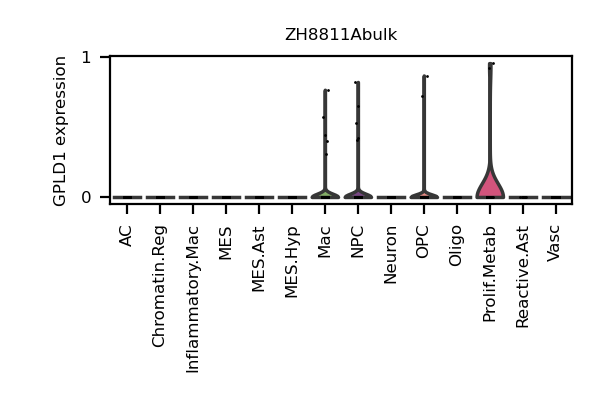 ZH8811Abulk
GPLD1 expression
1
0
AC
Chromatin.Reg
Inflammatory.Mac
MES
MES.Ast
MES.Hyp
Mac
NPC
Neuron
OPC
Oligo
Prolif.Metab
Reactive.Ast
Vasc